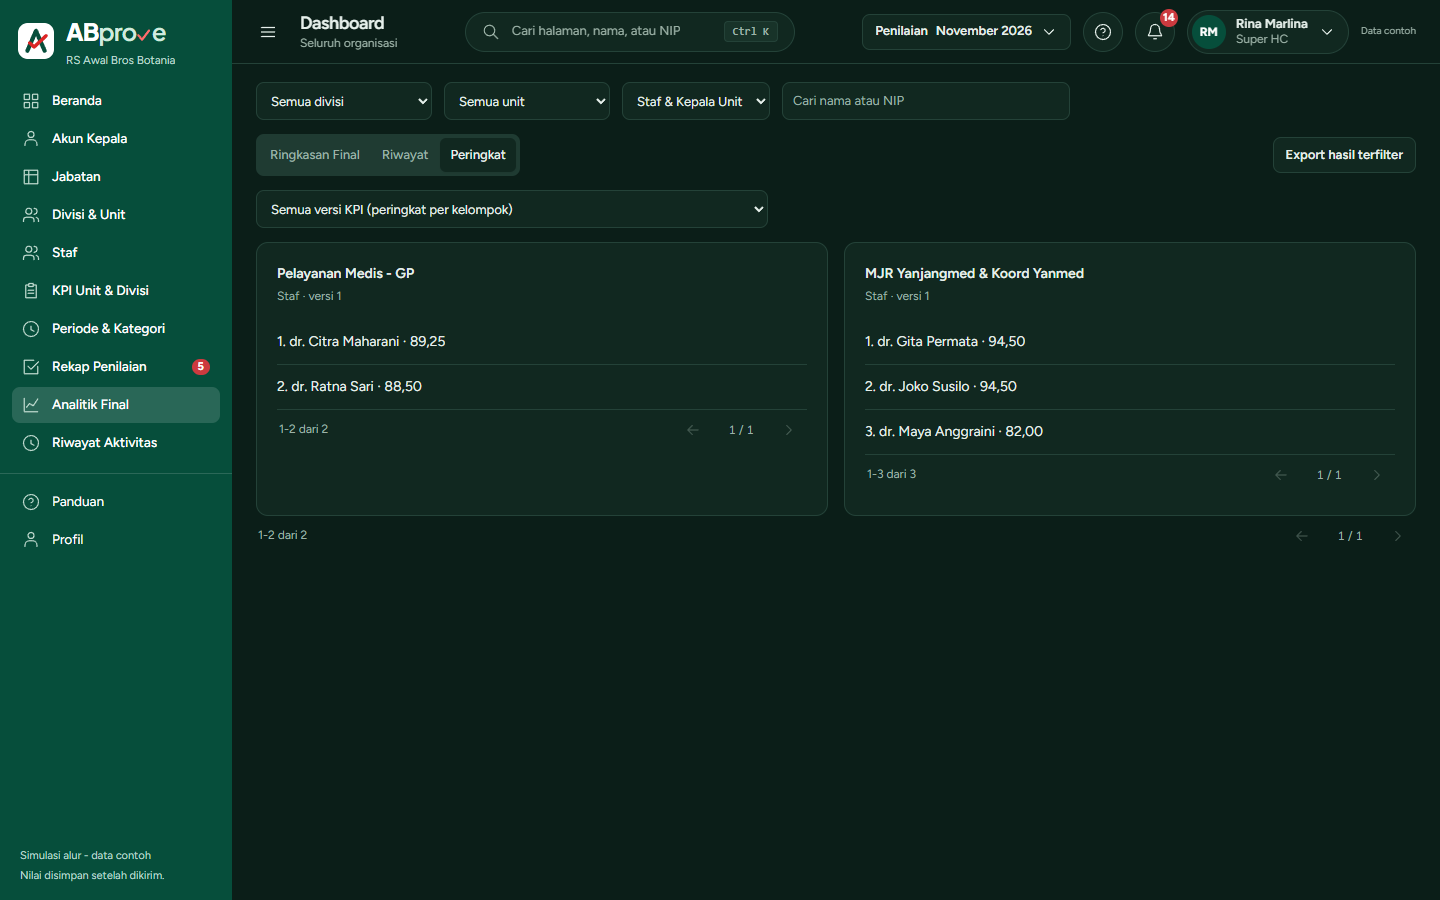 ABprove
RS Awal Bros Botania
Beranda
Akun Kepala
Jabatan
Divisi & Unit
Staf
KPI Unit & Divisi
Periode & Kategori
Rekap Penilaian 5
Analitik Final
Riwayat Aktivitas
Panduan
Profil
Simulasi alur - data contoh
Nilai disimpan setelah dikirim.
Dashboard
Seluruh organisasi
Cari halaman, nama, atau NIP Ctrl K
Penilaian November 2026
14
RM
Rina Marlina
Super HC
Data contoh
Semua divisi
Semua unit
Staf & Kepala Unit
Cari nama atau NIP
Ringkasan Final Riwayat Peringkat
Export hasil terfilter
Semua versi KPI (peringkat per kelompok)
Pelayanan Medis - GP
Staf · versi 1
1. dr. Citra Maharani · 89,25
2. dr. Ratna Sari · 88,50
1-2 dari 2 1 / 1
MJR Yanjangmed & Koord Yanmed
Staf · versi 1
1. dr. Gita Permata · 94,50
2. dr. Joko Susilo · 94,50
3. dr. Maya Anggraini · 82,00
1-3 dari 3 1 / 1
1-2 dari 2 1 / 1